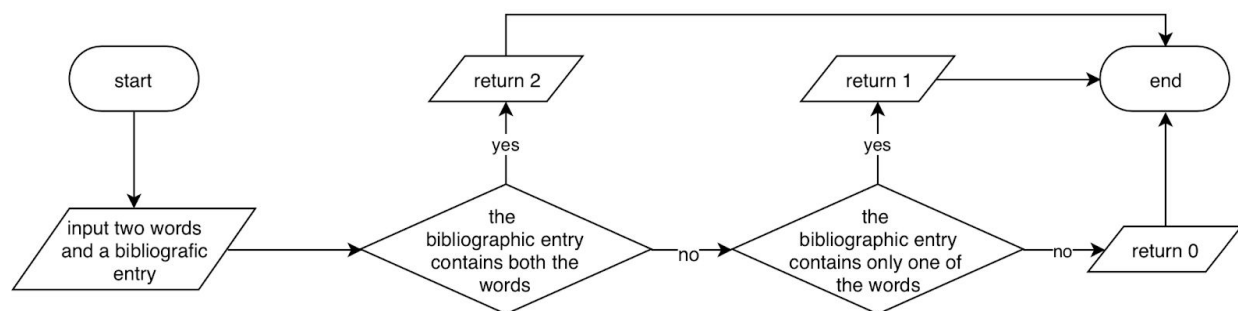 start
input two words
and a bibliografic
entry
the
bibliographic entry
contains both the
words
yes
return 2
no
the
bibliographic entry
contains only one of
the words
yes
return 1
no
return 0
end